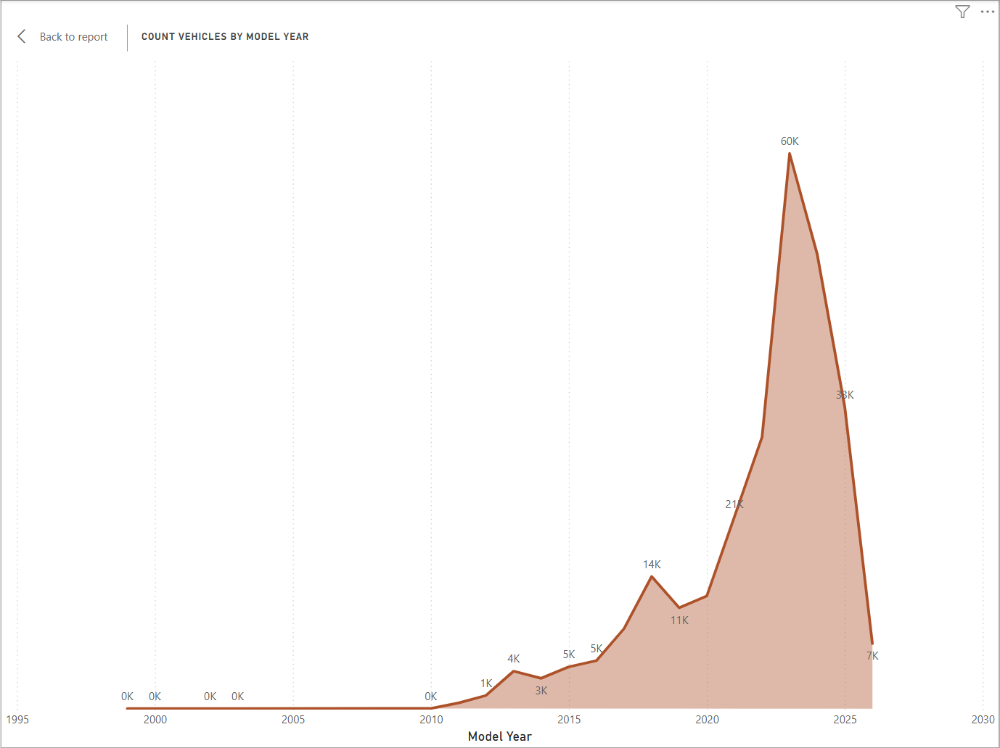 Back to report
COUNT VEHICLES BY MODEL YEAR
60K
33K
21K
14K
11K
5K
5K
7K
4K
1K
3K
0K 0K 0K 0K 0K
1995 2000 2005 2010 2015 2020 2025 2030
Model Year